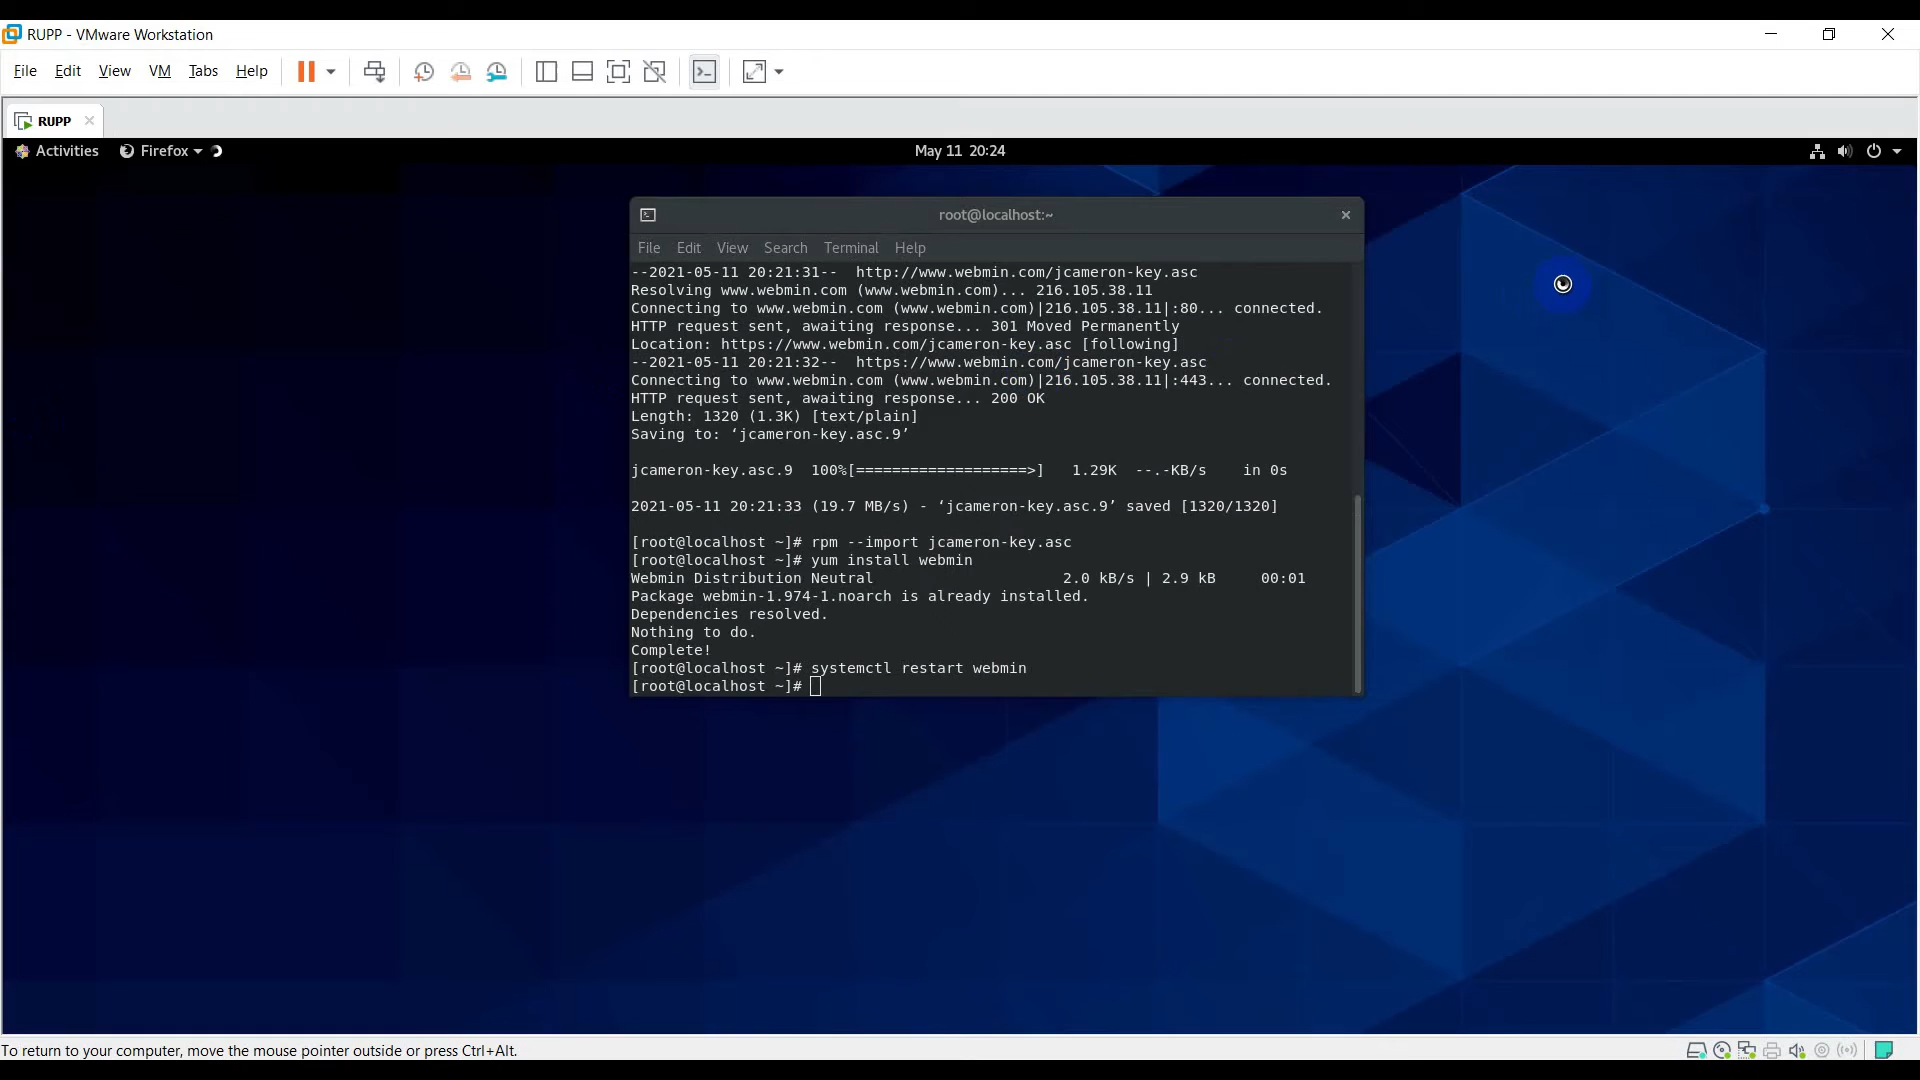 RUPP - VMware Workstation
File Edit View VM Tabs Help
RUPP
Activities Firefox May 11 20:24
root@localhost:~
File Edit View Search Terminal Help
--2021-05-11 20:21:31-- http://www.webmin.com/jcameron-key.asc
Resolving www.webmin.com (www.webmin.com)... 216.105.38.11
Connecting to www.webmin.com (www.webmin.com)|216.105.38.11|:80... connected.
HTTP request sent, awaiting response... 301 Moved Permanently
Location: https://www.webmin.com/jcameron-key.asc [following]
--2021-05-11 20:21:32-- https://www.webmin.com/jcameron-key.asc
Connecting to www.webmin.com (www.webmin.com)|216.105.38.11|:443... connected.
HTTP request sent, awaiting response... 200 OK
Length: 1320 (1.3K) [text/plain]
Saving to: ‘jcameron-key.asc.9’
jcameron-key.asc.9 100%[===================>] 1.29K --.-KB/s in 0s
2021-05-11 20:21:33 (19.7 MB/s) - ‘jcameron-key.asc.9’ saved [1320/1320]
[root@localhost ~]# rpm --import jcameron-key.asc
[root@localhost ~]# yum install webmin
Webmin Distribution Neutral 2.0 kB/s | 2.9 kB 00:01
Package webmin-1.974-1.noarch is already installed.
Dependencies resolved.
Nothing to do.
Complete!
[root@localhost ~]# systemctl restart webmin
[root@localhost ~]#
To return to your computer, move the mouse pointer outside or press Ctrl+Alt.